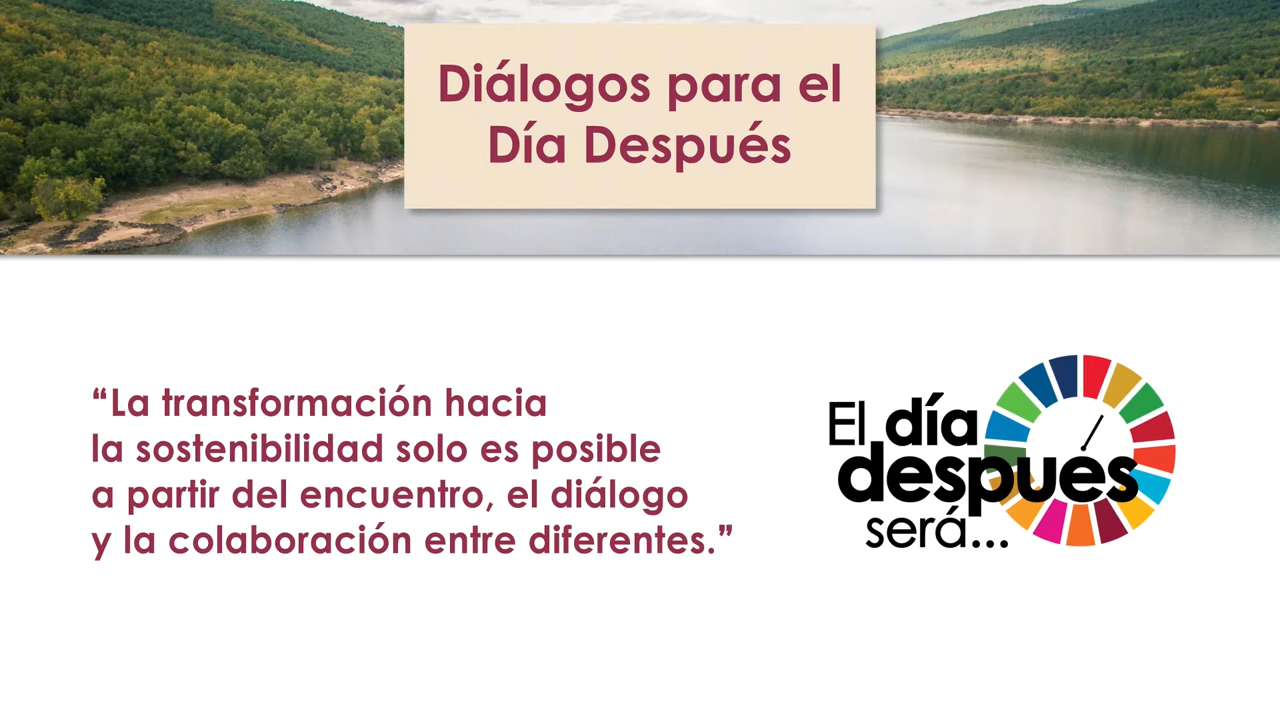 Diálogos para el
Día Después
“La transformación hacia
la sostenibilidad solo es posible
a partir del encuentro, el diálogo
y la colaboración entre diferentes.”
El día
después
será...